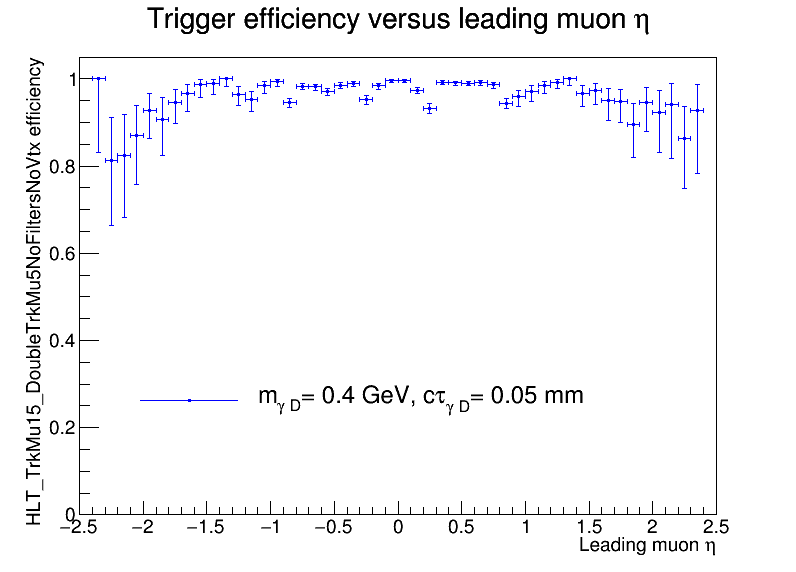 Trigger efficiency versus leading muon η
HLT_TrkMu15_DoubleTrkMu5NoFiltersNoVtx efficiency
1
0.8
0.6
0.4
0.2
0
m_γ D= 0.4 GeV, cτ_γ D= 0.05 mm
−2.5 −2 −1.5 −1 −0.5 0 0.5 1 1.5 2 2.5
Leading muon η